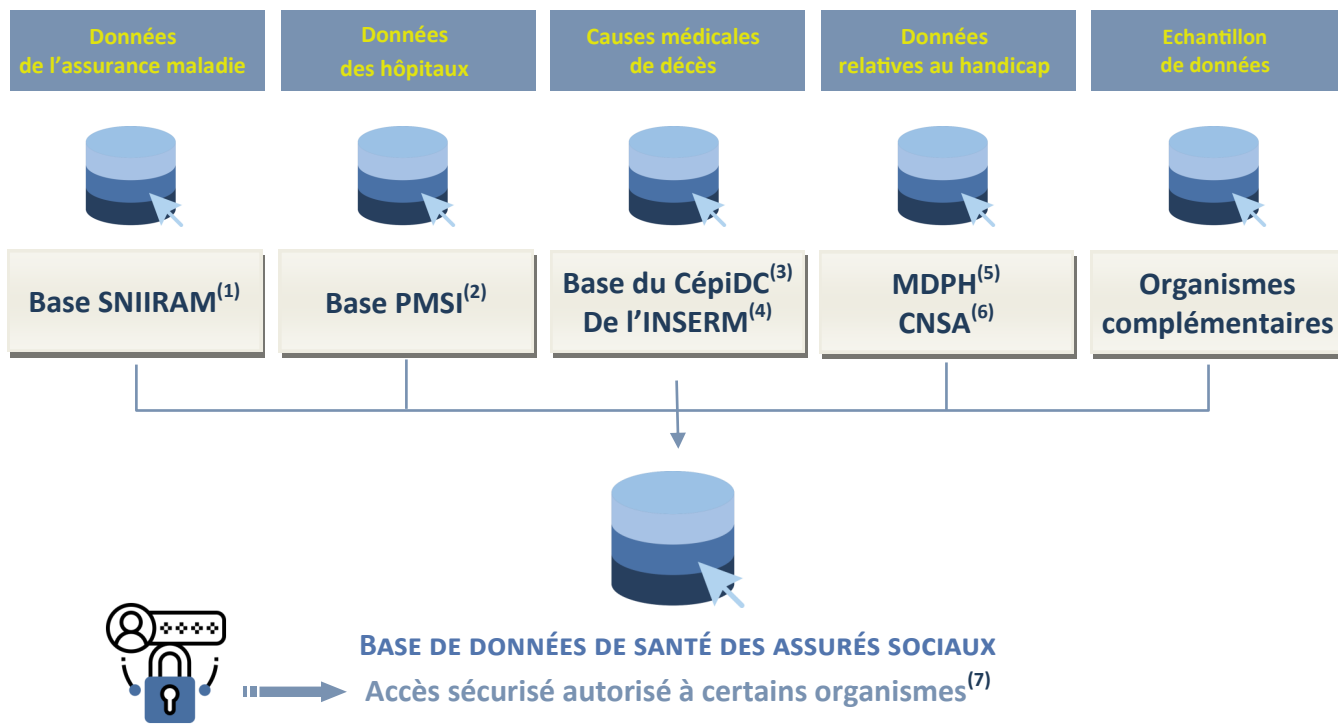 Données
de l'assurance maladie
Données
des hôpitaux
Causes médicales
de décès
Données
relatives au handicap
Echantillon
de données
Base SNIIRAM(1)
Base PMSI(2)
Base du CépiDC(3)
De l'INSERM(4)
MDPH(5)
CNSA(6)
Organismes
complémentaires
BASE DE DONNÉES DE SANTÉ DES ASSURÉS SOCIAUX
Accès sécurisé autorisé à certains organismes(7)